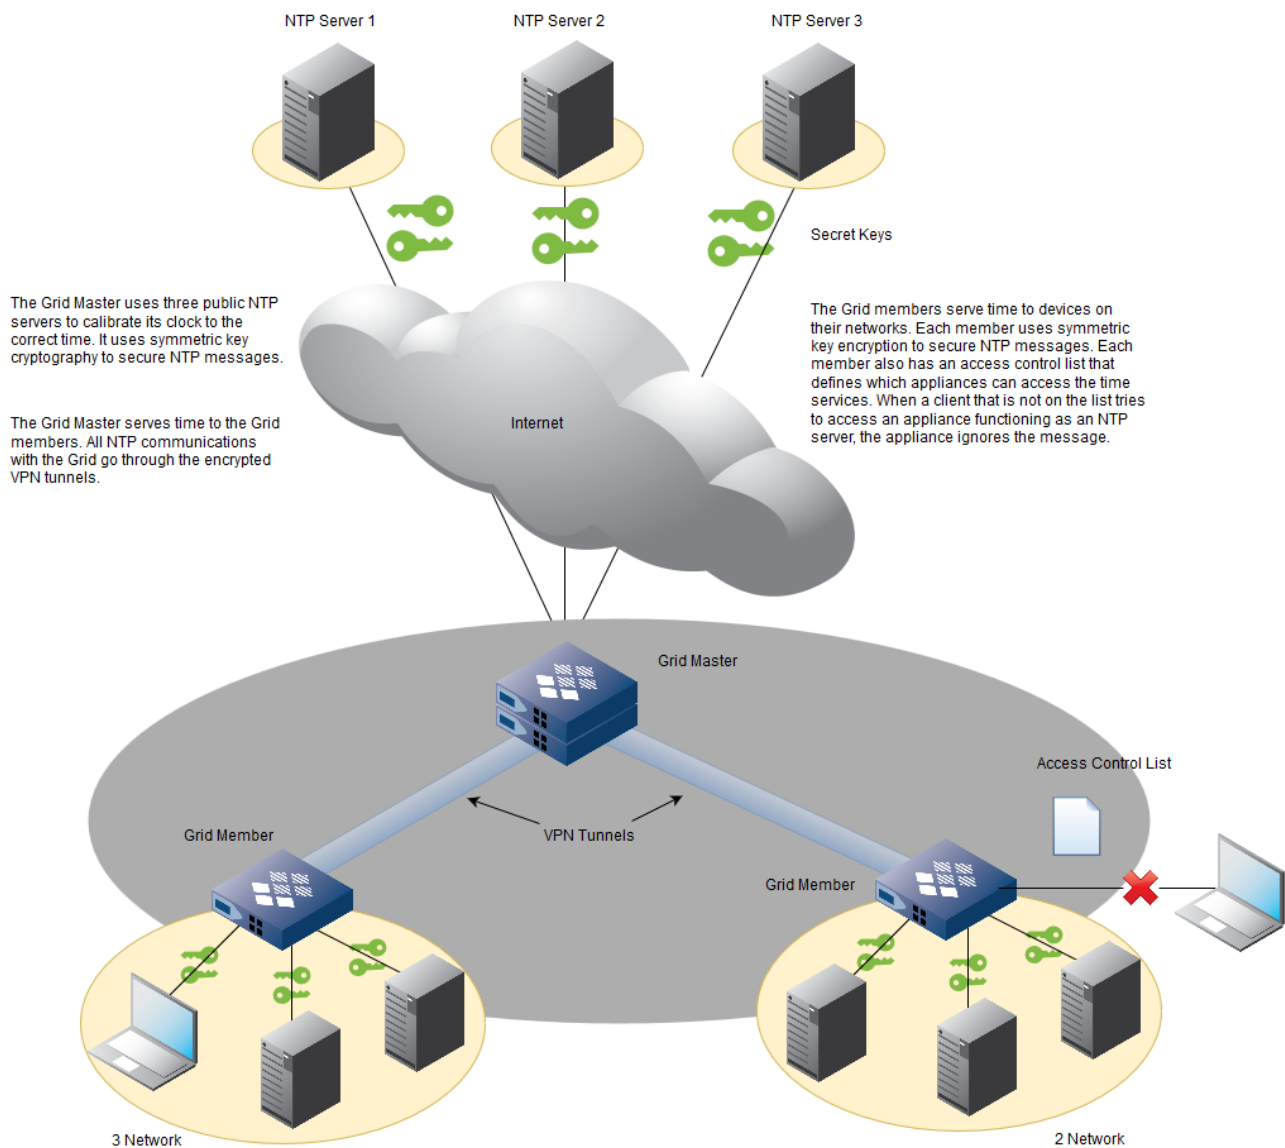 NTP Server 1
NTP Server 2
NTP Server 3
Secret Keys
The Grid Master uses three public NTP
servers to calibrate its clock to the
correct time. It uses symmetric key
cryptography to secure NTP messages.
The Grid Master serves time to the Grid
members. All NTP communications
with the Grid go through the encrypted
VPN tunnels.
The Grid members serve time to devices on
their networks. Each member uses symmetric
key encryption to secure NTP messages. Each
member also has an access control list that
defines which appliances can access the time
services. When a client that is not on the list tries
to access an appliance functioning as an NTP
server, the appliance ignores the message.
Internet
Grid Master
Access Control List
VPN Tunnels
Grid Member
Grid Member
3 Network
2 Network